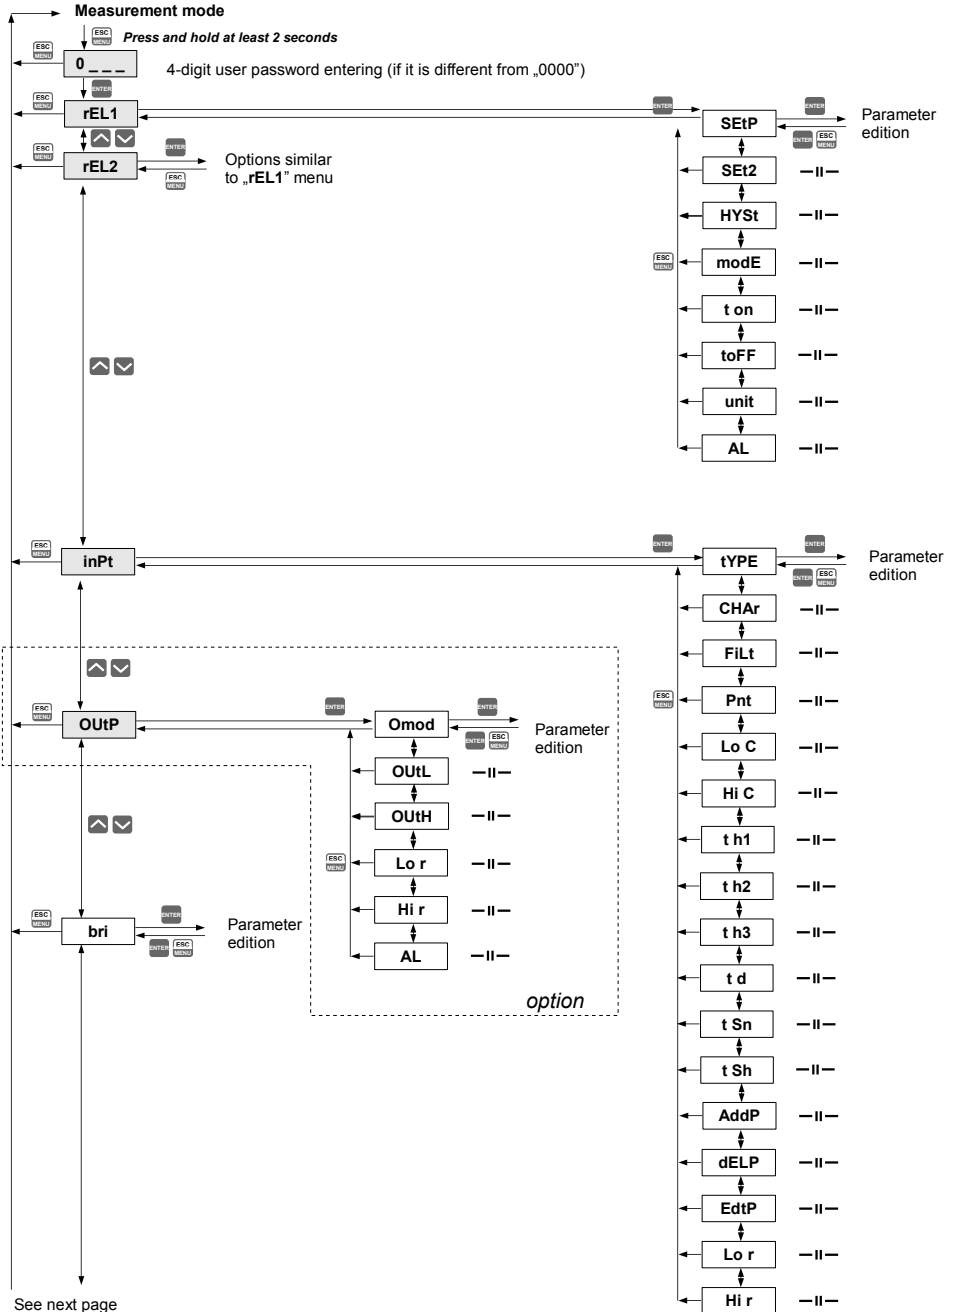 Measurement mode
ESC
MENU
Press and hold at least 2 seconds
ESC
MENU
0 _ _ _
4-digit user password entering (if it is different from „0000”)
ENTER
ESC
MENU
rEL1
ENTER
SEtP
ENTER
ENTER
ESC
MENU
Parameter
edition
ESC
MENU
rEL2
ENTER
ESC
MENU
Options similar
to „rEL1” menu
SEt2
—II—
HYSt
—II—
ESC
MENU
modE
—II—
t on
—II—
toFF
—II—
unit
—II—
AL
—II—
ESC
MENU
inPt
ENTER
tYPE
ENTER
ENTER
ESC
MENU
Parameter
edition
CHAr
—II—
FiLt
—II—
ESC
MENU
Pnt
—II—
Lo C
—II—
Hi C
—II—
t h1
—II—
t h2
—II—
t h3
—II—
t d
—II—
t Sn
—II—
t Sh
—II—
AddP
—II—
dELP
—II—
EdtP
—II—
Lo r
—II—
Hi r
—II—
ESC
MENU
OUtP
ENTER
Omod
ENTER
ENTER
ESC
MENU
Parameter
edition
OUtL
—II—
OUtH
—II—
ESC
MENU
Lo r
—II—
Hi r
—II—
AL
—II—
option
ESC
MENU
bri
ENTER
ENTER
ESC
MENU
Parameter
edition
See next page